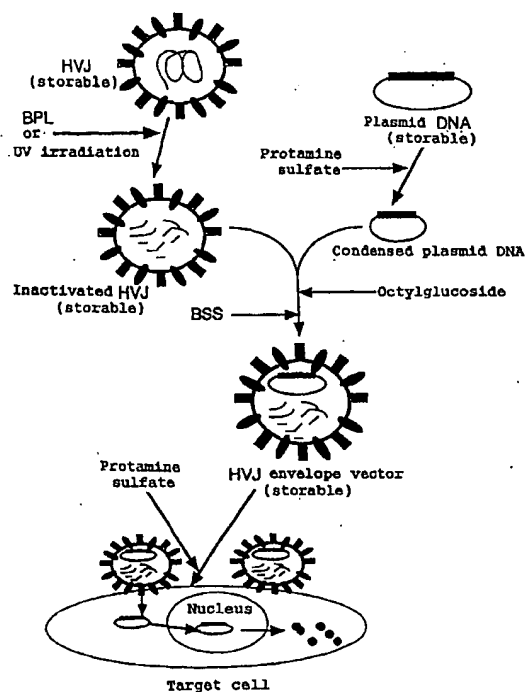 HVJ
(storable)
BPL
or
UV irradiation
Plasmid DNA
(storable)
Protamine
sulfate
Condensed plasmid DNA
Inactivated HVJ
(storable)
Octylglucoside
BSS
Protamine
sulfate
HVJ envelope vector
(storable)
Nucleus
Target cell